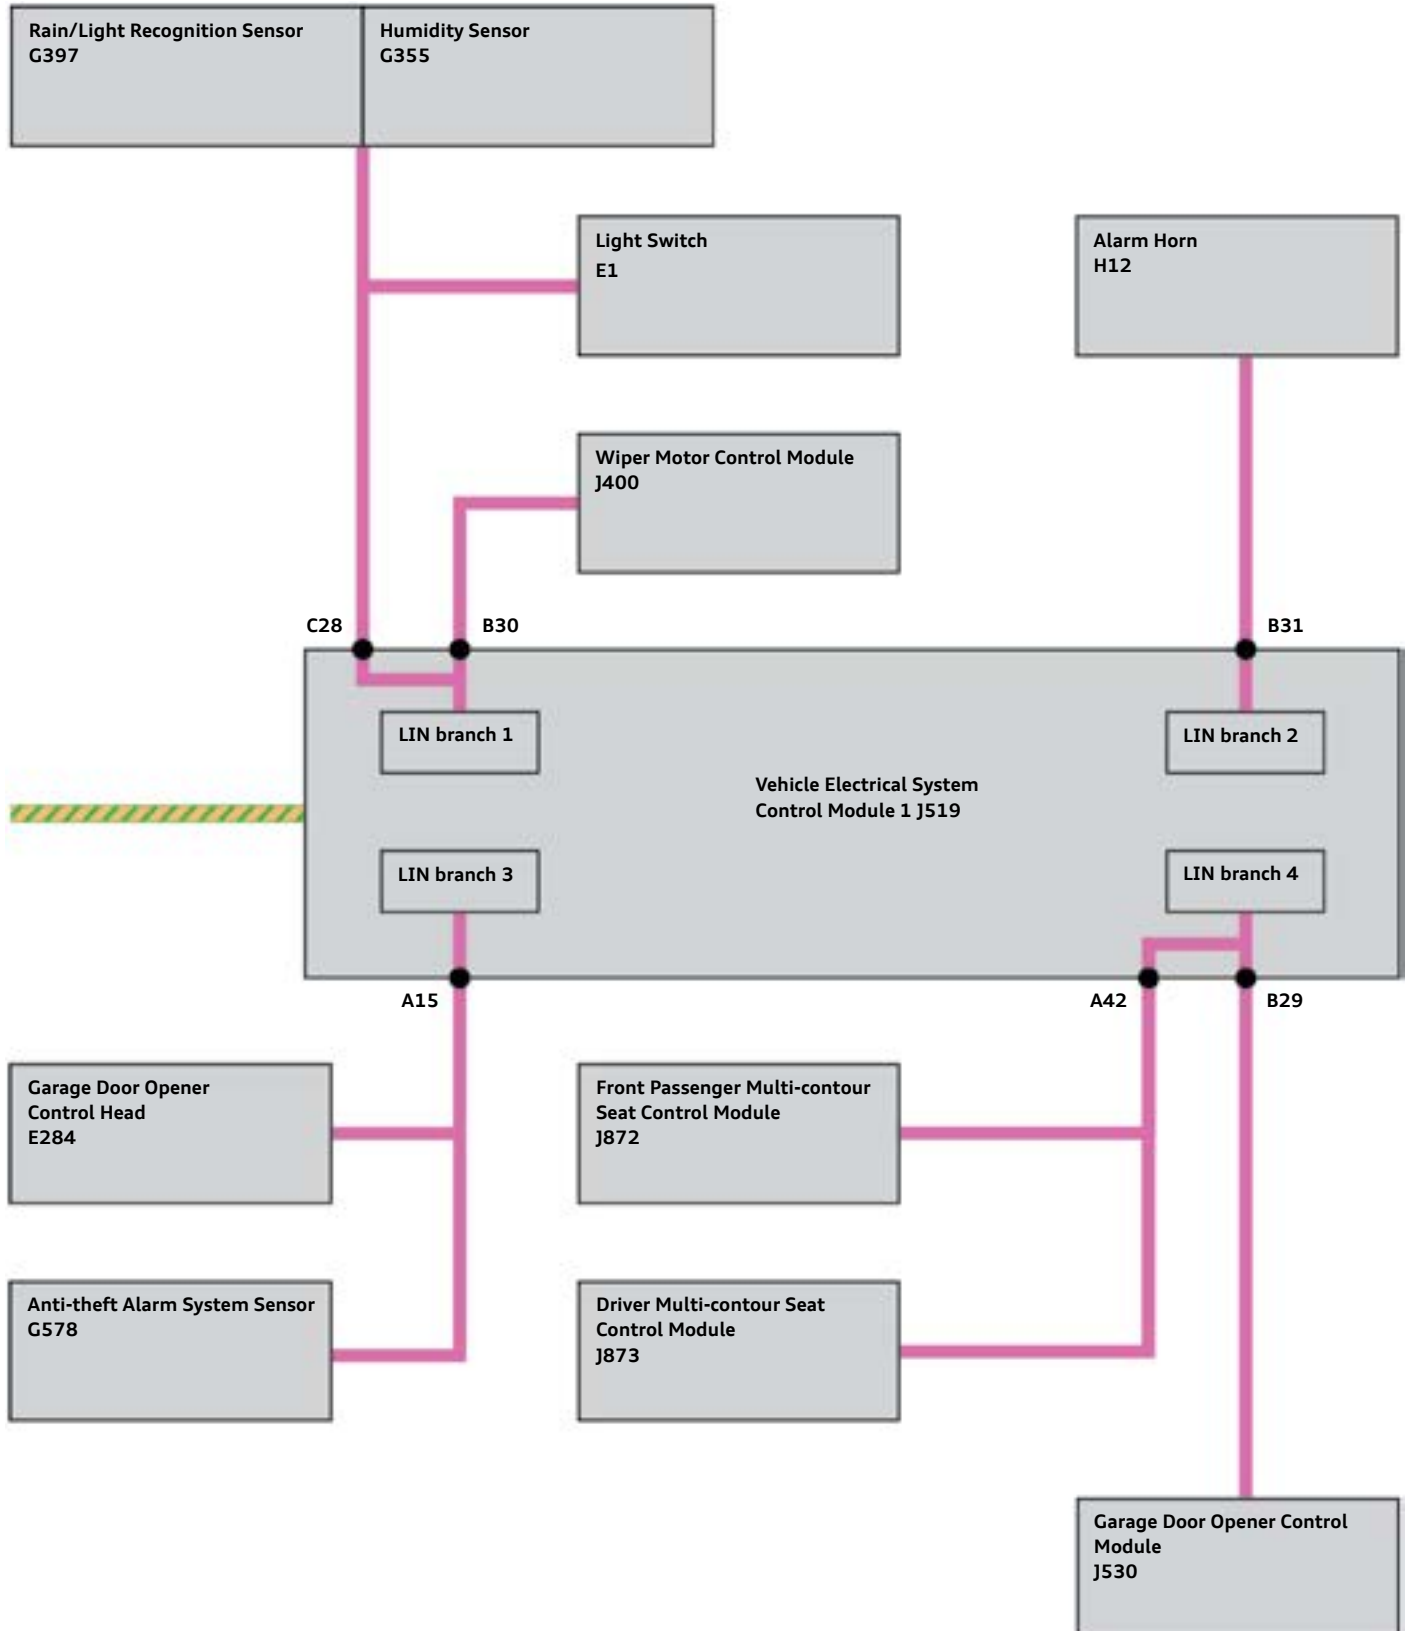 Rain/Light Recognition Sensor
G397
Humidity Sensor
G355
Light Switch
E1
Alarm Horn
H12
Wiper Motor Control Module
J400
C28
B30
B31
LIN branch 1
LIN branch 2
Vehicle Electrical System
Control Module 1 J519
LIN branch 3
LIN branch 4
A15
A42
B29
Garage Door Opener
Control Head
E284
Front Passenger Multi-contour
Seat Control Module
J872
Anti-theft Alarm System Sensor
G578
Driver Multi-contour Seat
Control Module
J873
Garage Door Opener Control
Module
J530